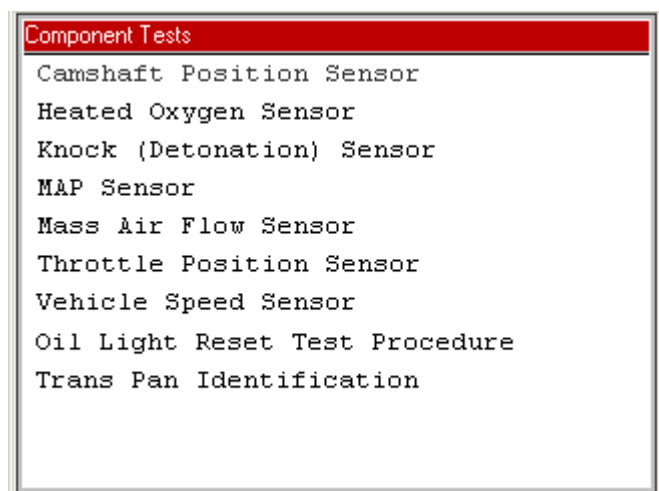 Component Tests
Camshaft Position Sensor
Heated Oxygen Sensor
Knock (Detonation) Sensor
MAP Sensor
Mass Air Flow Sensor
Throttle Position Sensor
Vehicle Speed Sensor
Oil Light Reset Test Procedure
Trans Pan Identification